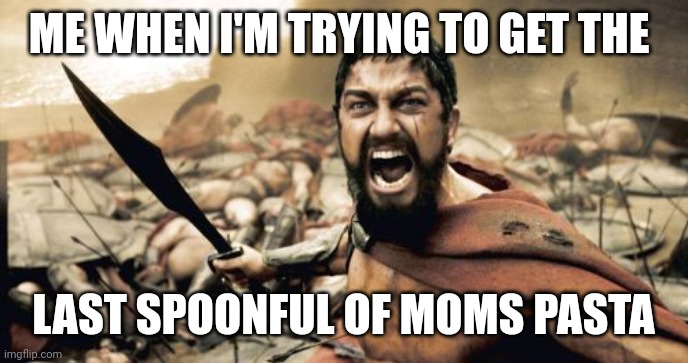 ME WHEN I'M TRYING TO GET THE
LAST SPOONFUL OF MOMS PASTA
imgflip.com